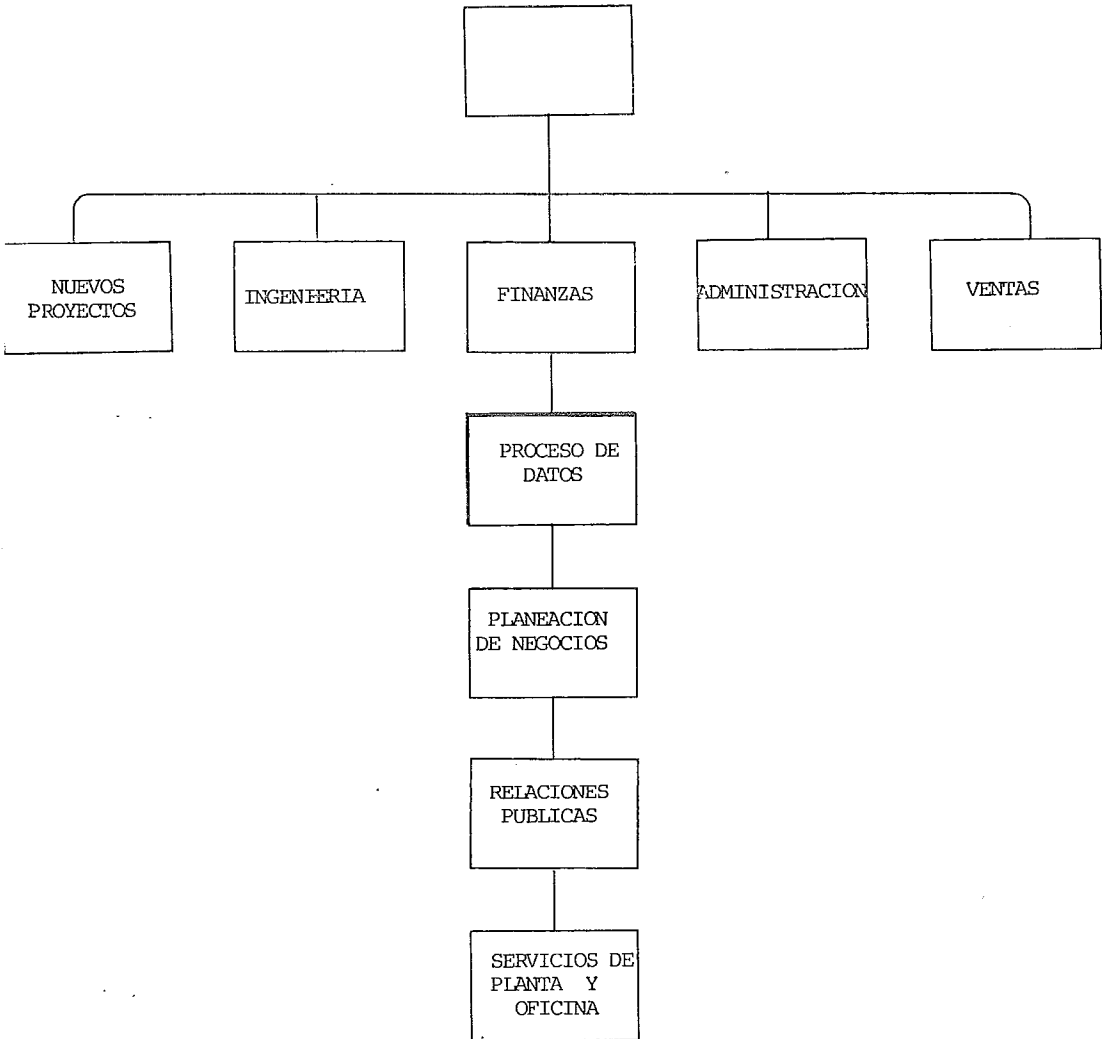 NUEVOS
PROYECTOS
INGENIERIA
FINANZAS
ADMINISTRACION
VENTAS
PROCESO DE
DATOS
PLANEACION
DE NEGOCIOS
RELACIONES
PUBLICAS
SERVICIOS DE
PLANTA Y
OFICINA